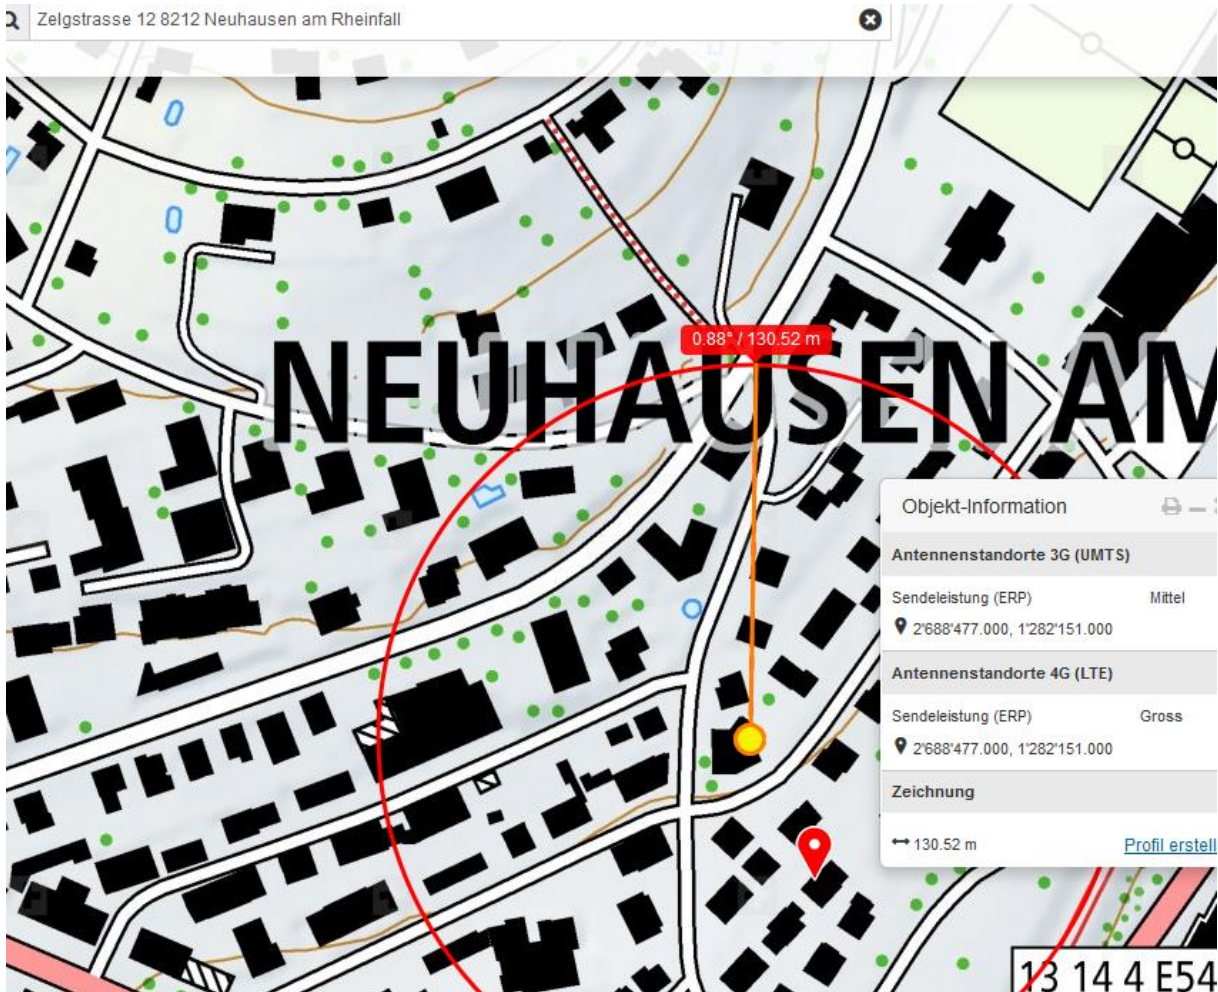 Zelgstrasse 12 8212 Neuhausen am Rheinfall
0.88° / 130.52 m
NEUHAUSEN AM
Objekt-Information
Antennenstandorte 3G (UMTS)
Sendeleistung (ERP) Mittel
2'688'477.000, 1'282'151.000
Antennenstandorte 4G (LTE)
Sendeleistung (ERP) Gross
2'688'477.000, 1'282'151.000
Zeichnung
130.52 m Profil erstell
13 14 4 E54